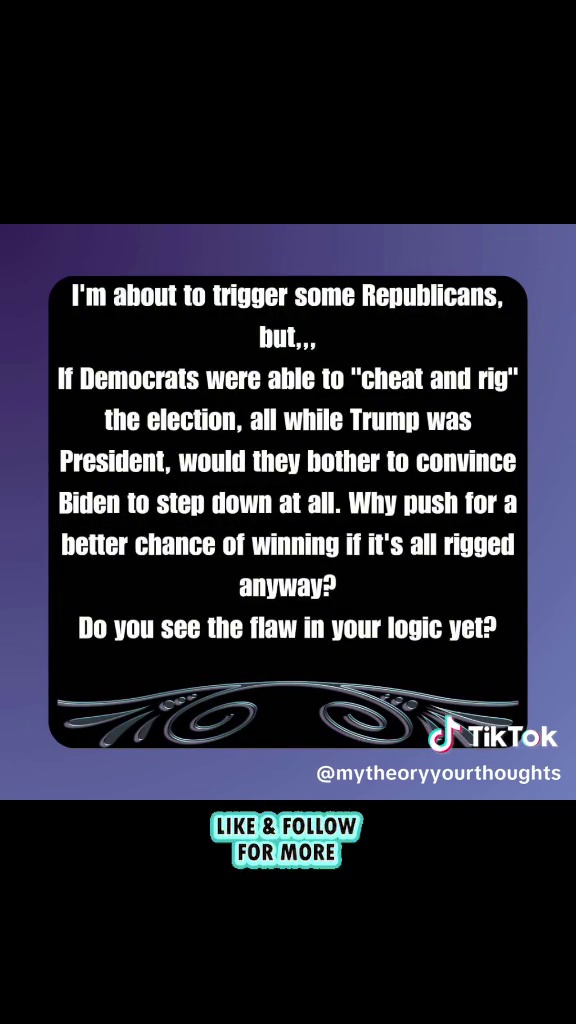 I'm about to trigger some Republicans,
but,,,
If Democrats were able to "cheat and rig"
the election, all while Trump was
President, would they bother to convince
Biden to step down at all. Why push for a
better chance of winning if it's all rigged
anyway?
Do you see the flaw in your logic yet?
TikTok
@mytheoryyourthoughts
LIKE & FOLLOW
FOR MORE